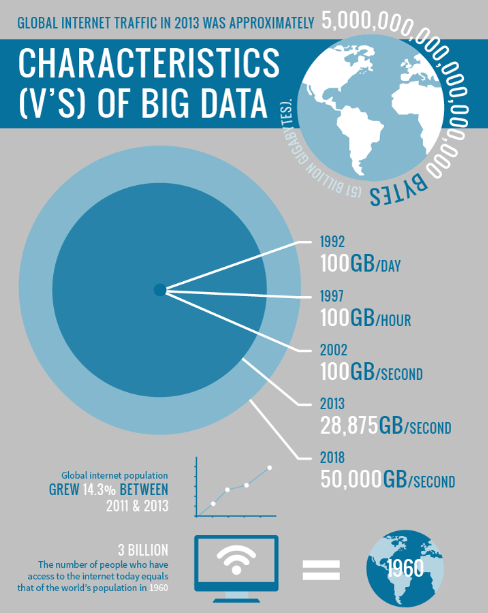 GLOBAL INTERNET TRAFFIC IN 2013 WAS APPROXIMATELY 5,000,000,000,000,000,000 BYTES
(51 BILLION GIGABYTES).
CHARACTERISTICS
(V'S) OF BIG DATA
1992
100GB/DAY
1997
100GB/HOUR
2002
100GB/SECOND
2013
28,875GB/SECOND
2018
50,000GB/SECOND
Global internet population
GREW 14.3% BETWEEN
2011 & 2013
3 BILLION
The number of people who have
access to the internet today equals
that of the world's population in 1960
1960